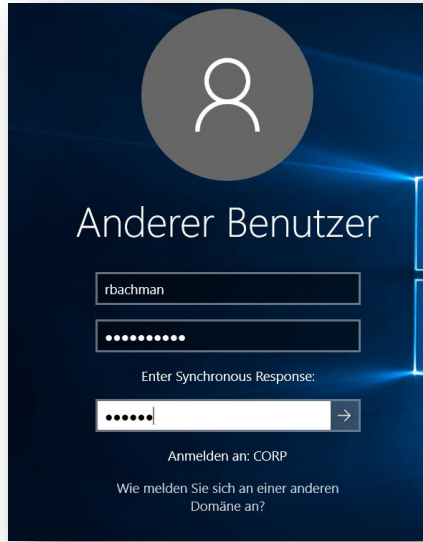 Anderer Benutzer
rbachman
••••••••••
Enter Synchronous Response:
••••••
Anmelden an: CORP
Wie melden Sie sich an einer anderen
Domäne an?